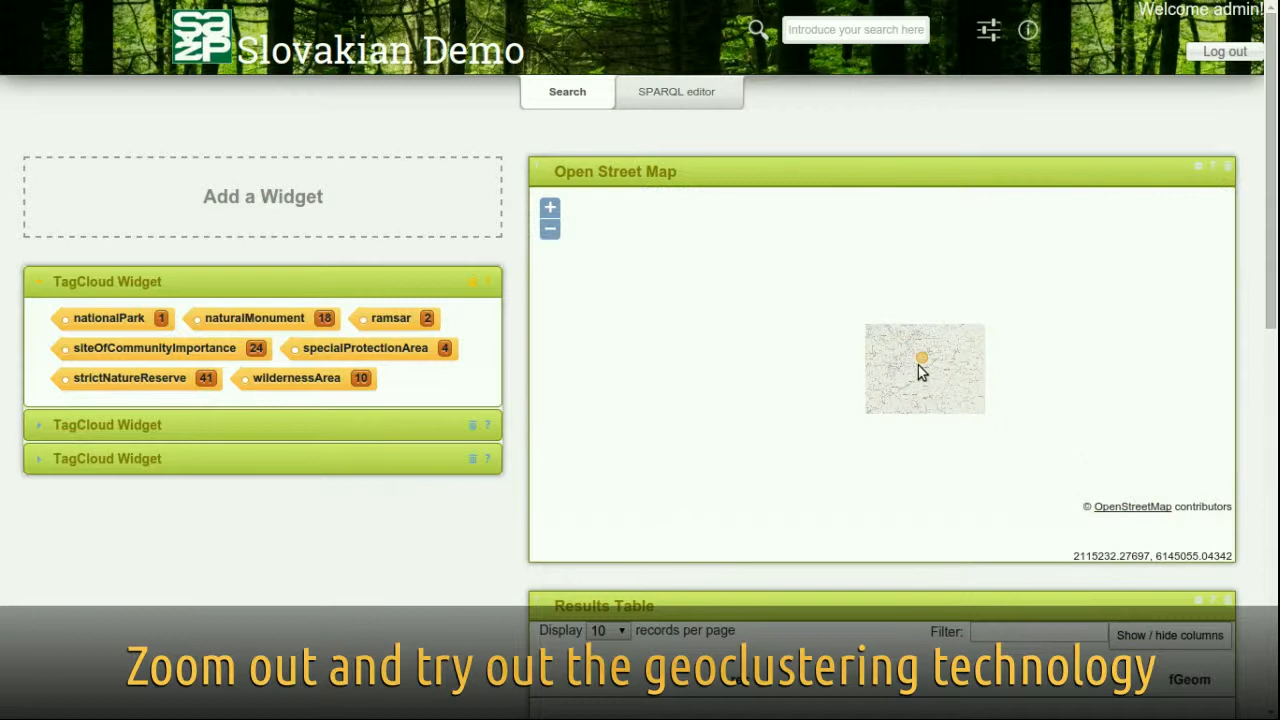 Welcome admin!
sazp Slovakian Demo
Introduce your search here
Log out
Search
SPARQL editor
Add a Widget
Open Street Map
+
−
TagCloud Widget
?
nationalPark 1
naturalMonument 18
ramsar 2
siteOfCommunityImportance 24
specialProtectionArea 4
strictNatureReserve 41
wildernessArea 10
TagCloud Widget
?
TagCloud Widget
?
© OpenStreetMap contributors
2115232.27697, 6145055.04342
Results Table
Display 10 records per page
Filter:
Show / hide columns
fGeom
Zoom out and try out the geoclustering technology